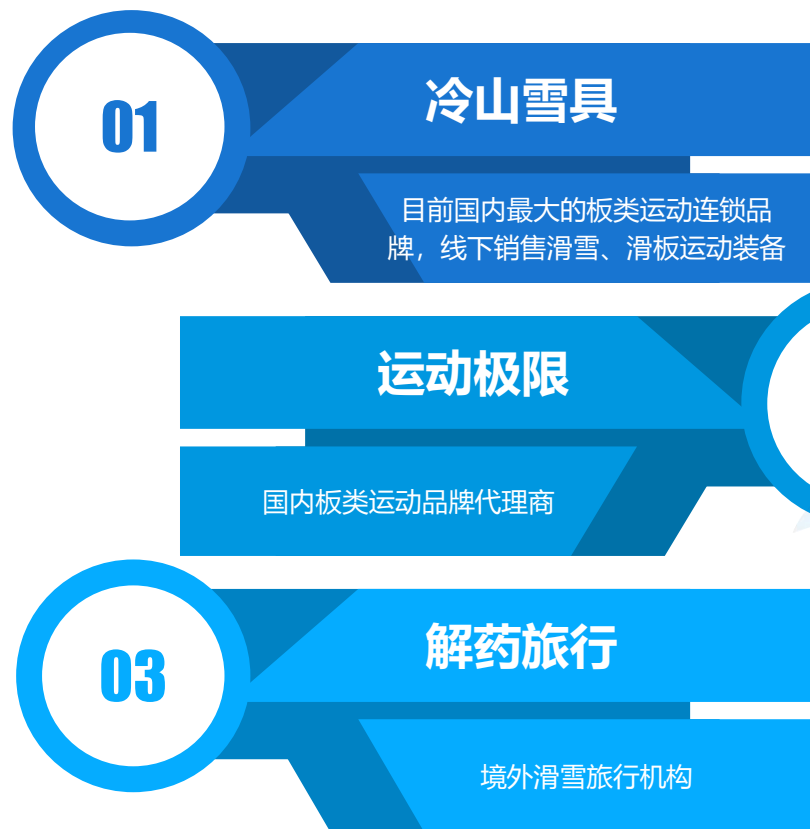 01
冷山雪具
目前国内最大的板类运动连锁品
牌，线下销售滑雪、滑板运动装备
运动极限
国内板类运动品牌代理商
03
解药旅行
境外滑雪旅行机构